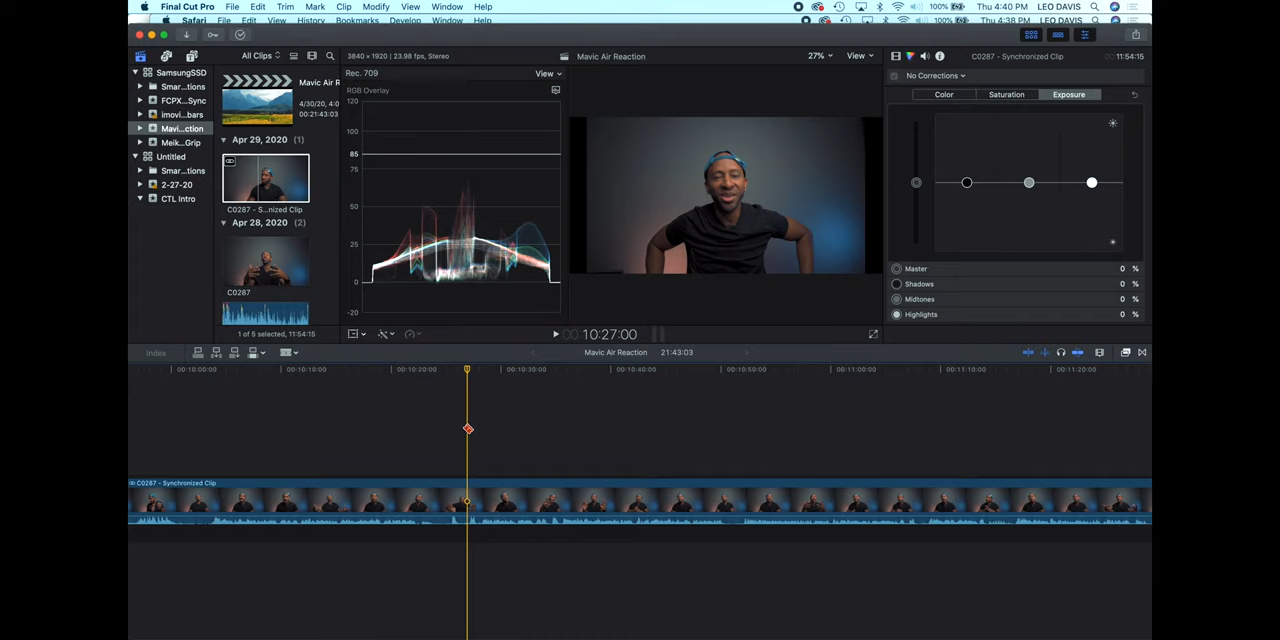 Final Cut Pro File Edit Trim Mark Clip Modify View Window Help 100% Thu 4:40 PM LEO DAVIS
Safari File Edit View History Bookmarks Develop Window Help 100% Thu 4:38 PM LEO DAVIS
All Clips 3840 × 1920 | 23.98 fps, Stereo Mavic Air Reaction 27% View C0287 - Synchronized Clip 11:54:15
SamsungSSD
Smar...tions
FCPX...Sync
imovi...bars
Mavi...ction
Meik...Grip
Untitled
Smar...tions
2-27-20
CTL Intro
Mavic Air R
4/30/20, 4:0
00:21:43:03
Apr 29, 2020 (1)
C0287 - S...nized Clip
Apr 28, 2020 (2)
C0287
1 of 5 selected, 11:54:15
Rec. 709 View
RGB Overlay
120
100
85
75
50
25
0
-20
10:27:00
No Corrections
Color Saturation Exposure
Master 0 %
Shadows 0 %
Midtones 0 %
Highlights 0 %
Index Mavic Air Reaction 21:43:03
00:10:00:00 00:10:10:00 00:10:20:00 00:10:30:00 00:10:40:00 00:10:50:00 00:11:00:00 00:11:10:00 00:11:20:00
C0287 - Synchronized Clip